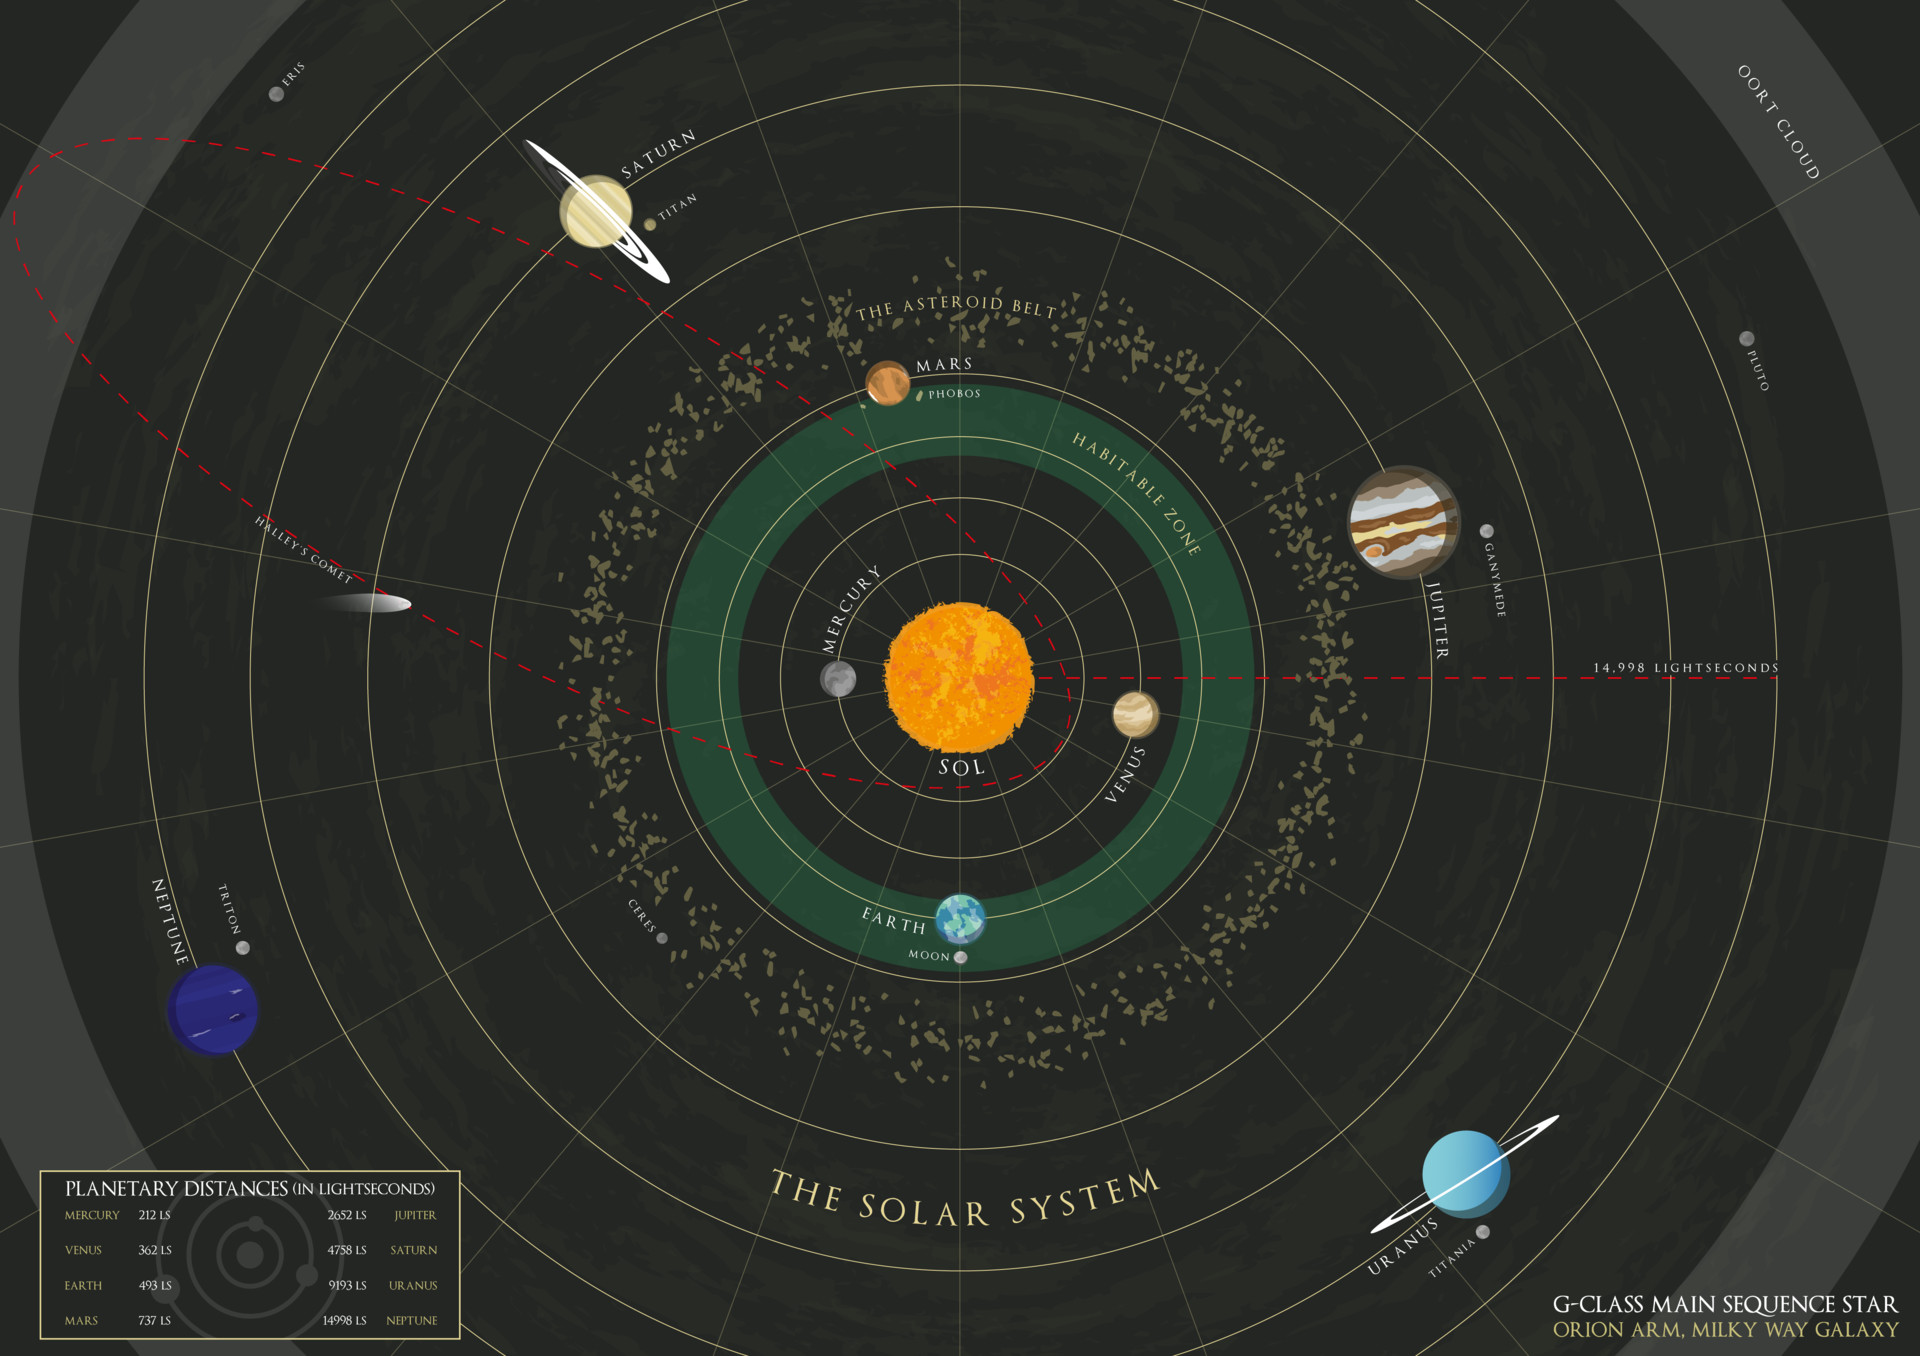 ERIS
OORT CLOUD
SATURN
TITAN
THE ASTEROID BELT
MARS
PHOBOS
PLUTO
HABITABLE ZONE
HALLEY'S COMET
MERCURY
GANYMEDE
JUPITER
14,998 LIGHTSECONDS
SOL
VENUS
NEPTUNE
TRITON
CERES
EARTH
MOON
THE SOLAR SYSTEM
URANUS
TITANIA
PLANETARY DISTANCES (IN LIGHTSECONDS)
MERCURY 212 LS 2652 LS JUPITER
VENUS 362 LS 4758 LS SATURN
EARTH 493 LS 9193 LS URANUS
MARS 737 LS 14998 LS NEPTUNE
G-CLASS MAIN SEQUENCE STAR
ORION ARM, MILKY WAY GALAXY